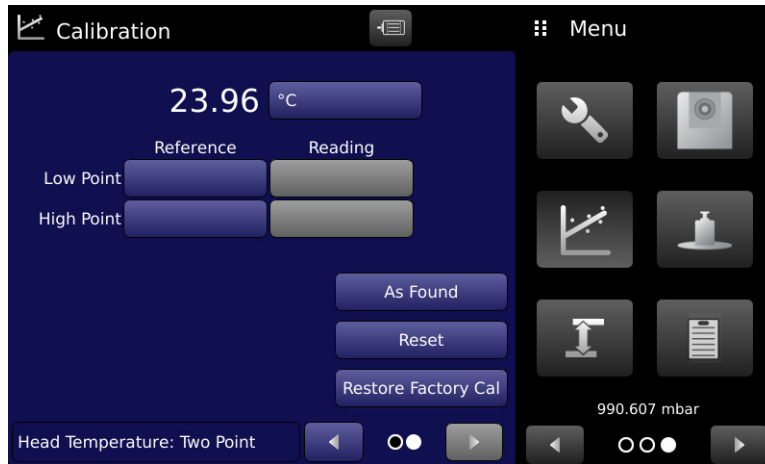 Calibration
Menu
23.96 °C
Reference Reading
Low Point
High Point
As Found
Reset
Restore Factory Cal
990.607 mbar
Head Temperature: Two Point